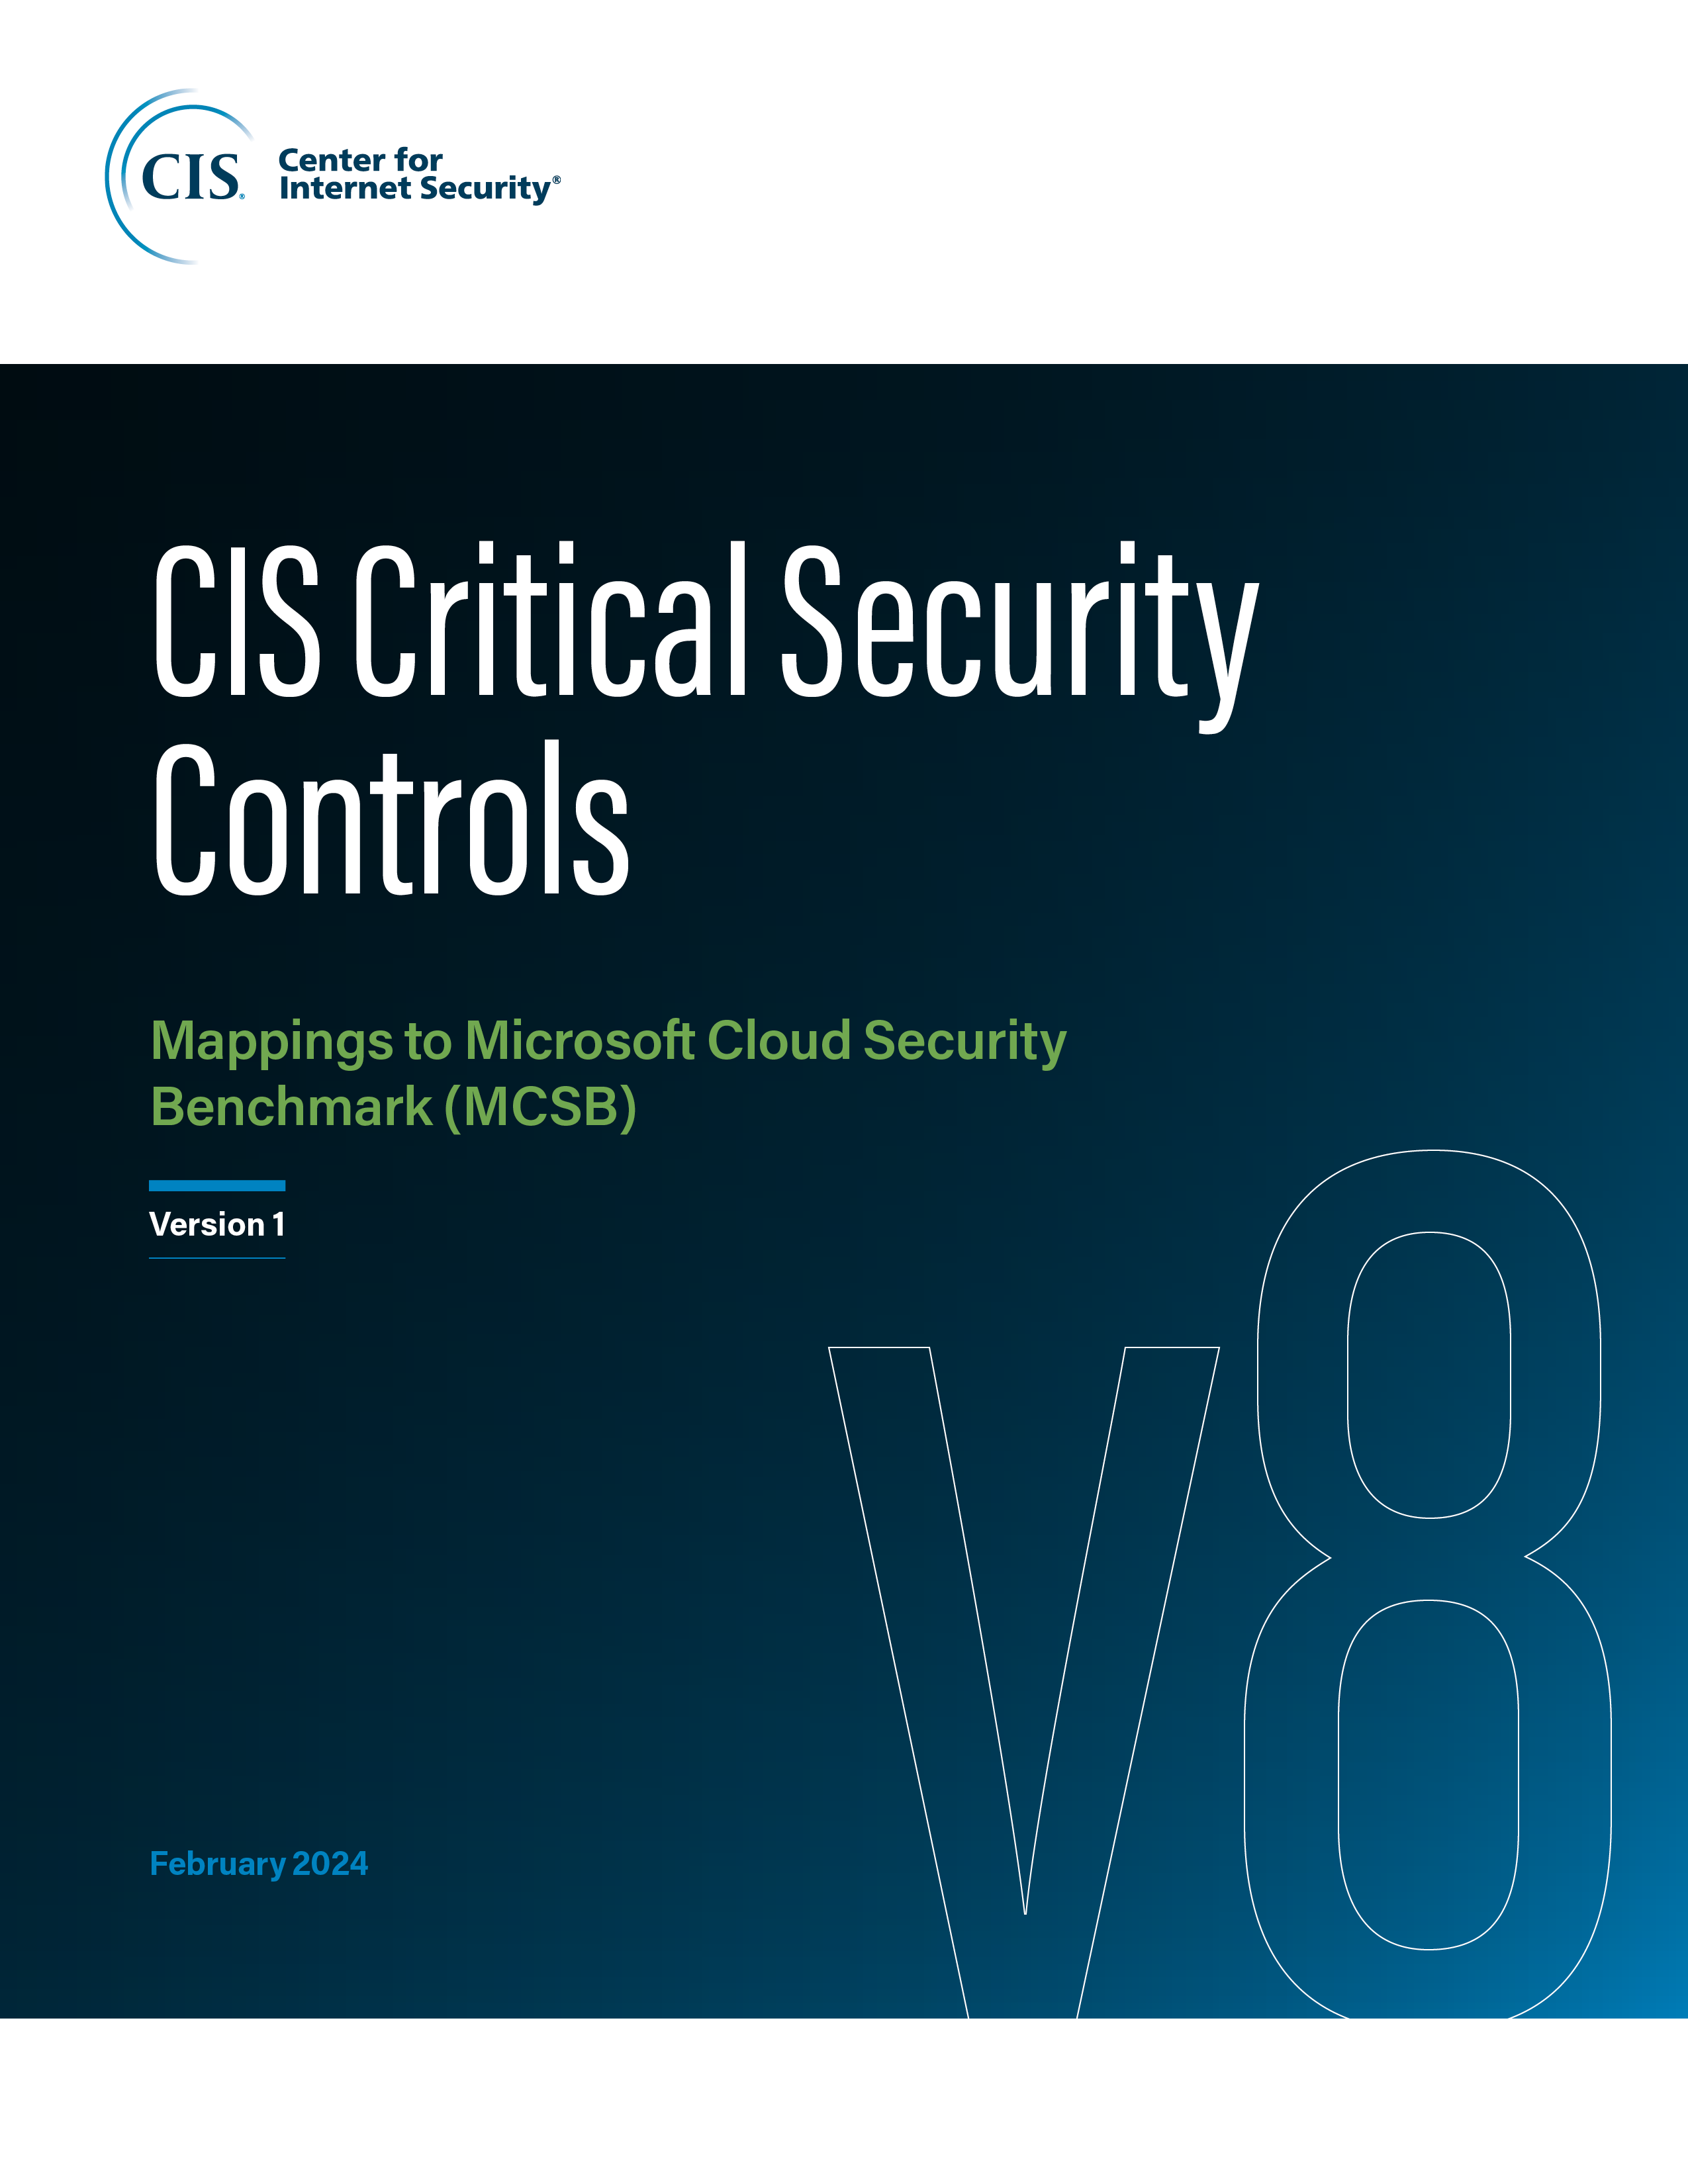 CIS®
Center for
Internet Security®
CIS Critical Security
Controls
Mappings to Microsoft Cloud Security
Benchmark (MCSB)
Version 1
V8
February 2024